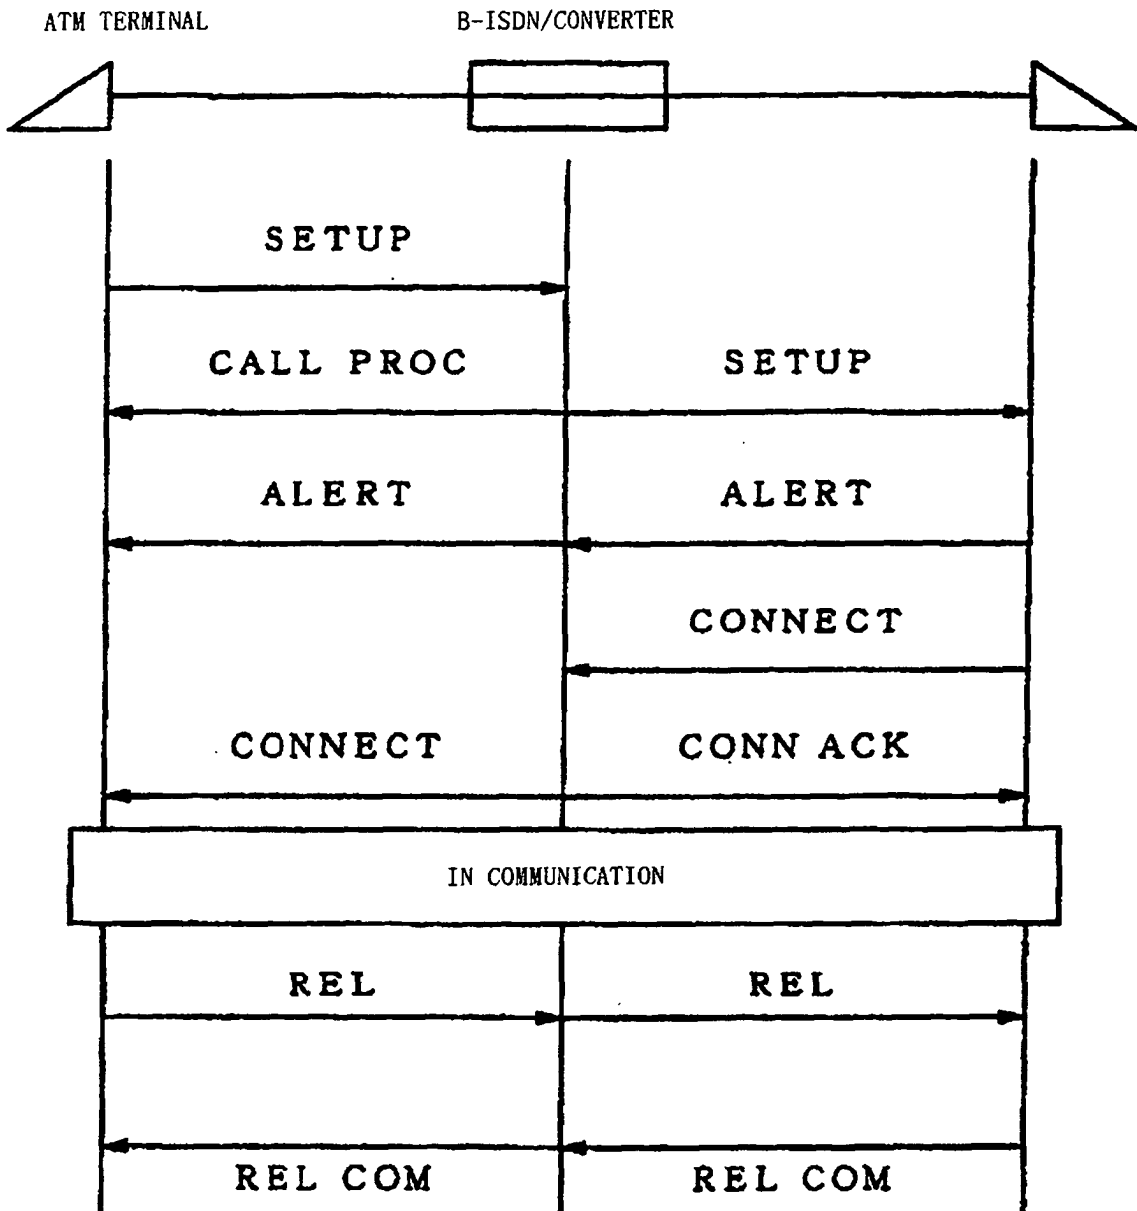 ATM TERMINAL B-ISDN/CONVERTER
SETUP
CALL PROC SETUP
ALERT ALERT
CONNECT
CONNECT CONN ACK
IN COMMUNICATION
REL REL
REL COM REL COM